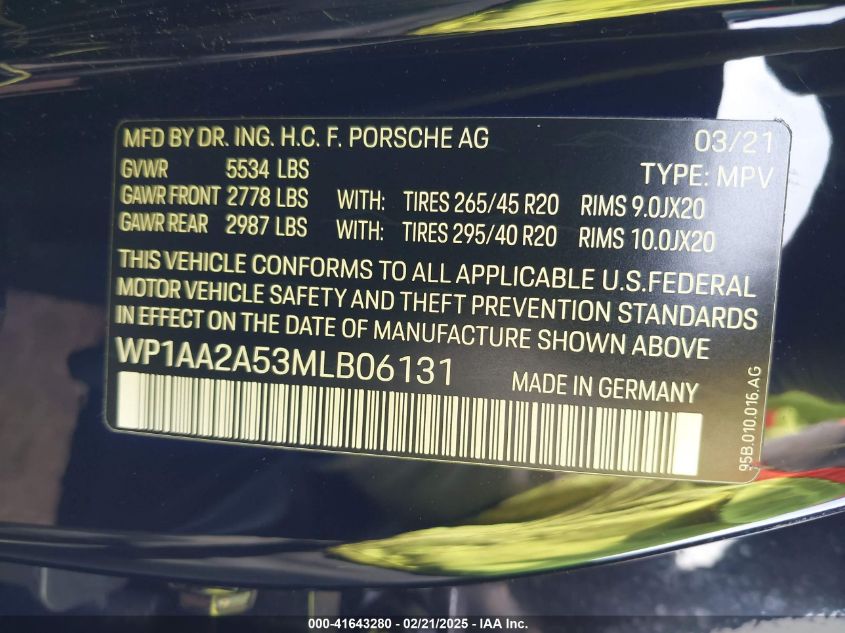 MFD BY DR. ING. H.C. F. PORSCHE AG 03/21
GVWR 5534 LBS TYPE: MPV
GAWR FRONT 2778 LBS WITH: TIRES 265/45 R20 RIMS 9.0JX20
GAWR REAR 2987 LBS WITH: TIRES 295/40 R20 RIMS 10.0JX20
THIS VEHICLE CONFORMS TO ALL APPLICABLE U.S.FEDERAL
MOTOR VEHICLE SAFETY AND THEFT PREVENTION STANDARDS
IN EFFECT ON THE DATE OF MANUFACTURE SHOWN ABOVE
WP1AA2A53MLB06131 MADE IN GERMANY
95B.010.016.AG
000-41643280 - 02/21/2025 - IAA Inc.